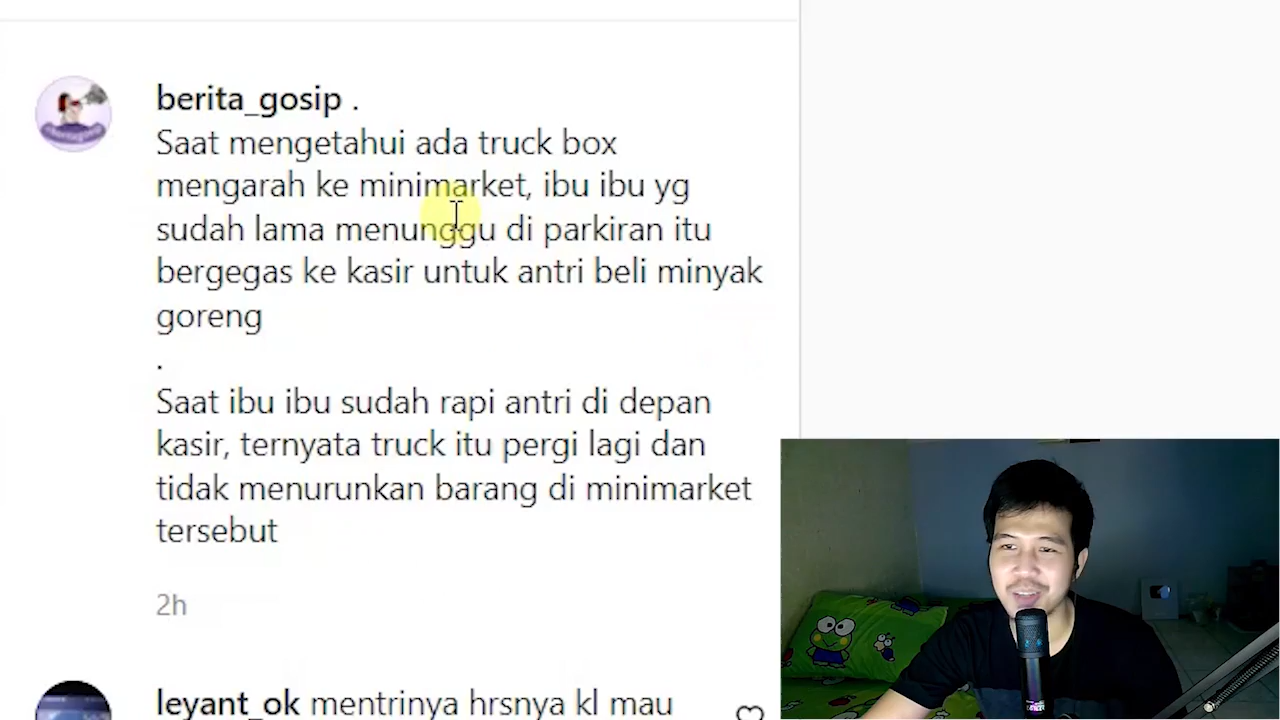 berita_gosip .
Saat mengetahui ada truck box
mengarah ke minimarket, ibu ibu yg
sudah lama menunggu di parkiran itu
bergegas ke kasir untuk antri beli minyak
goreng
.
Saat ibu ibu sudah rapi antri di depan
kasir, ternyata truck itu pergi lagi dan
tidak menurunkan barang di minimarket
tersebut
2h
leyant_ok mentrinya hrsnya kl mau